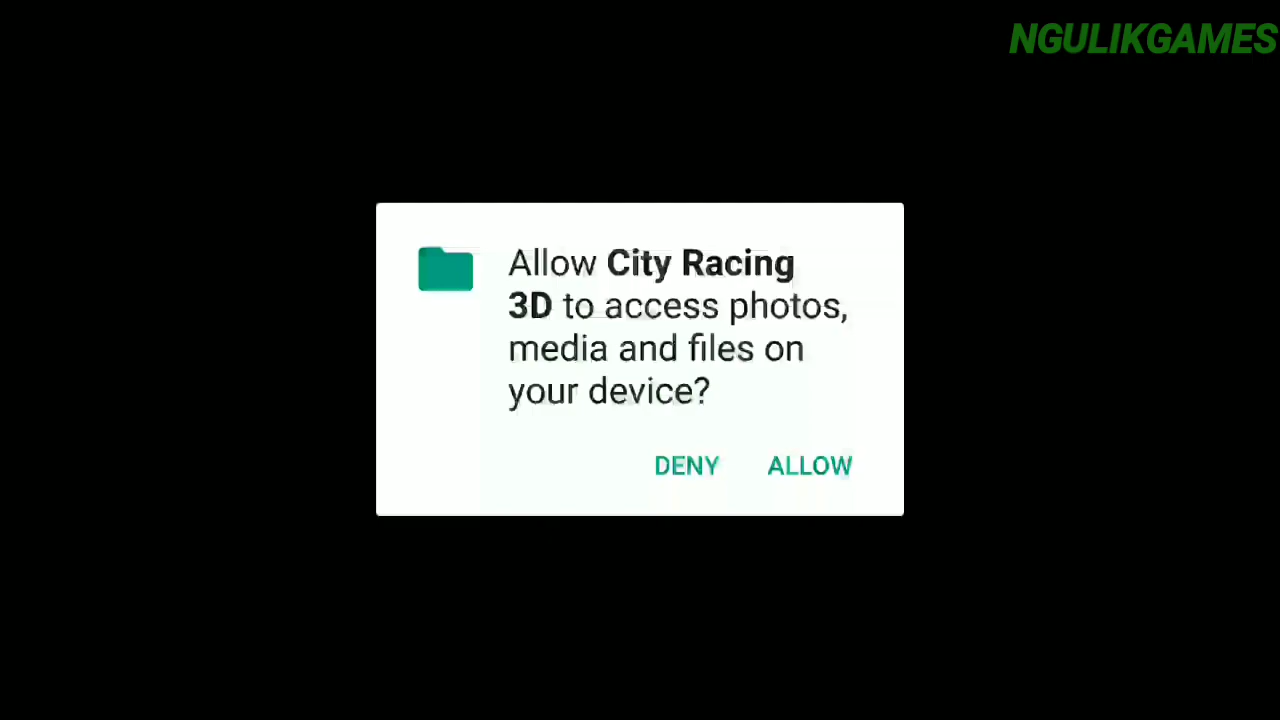 NGULIKGAMES
Allow City Racing
3D to access photos,
media and files on
your device?
DENY ALLOW